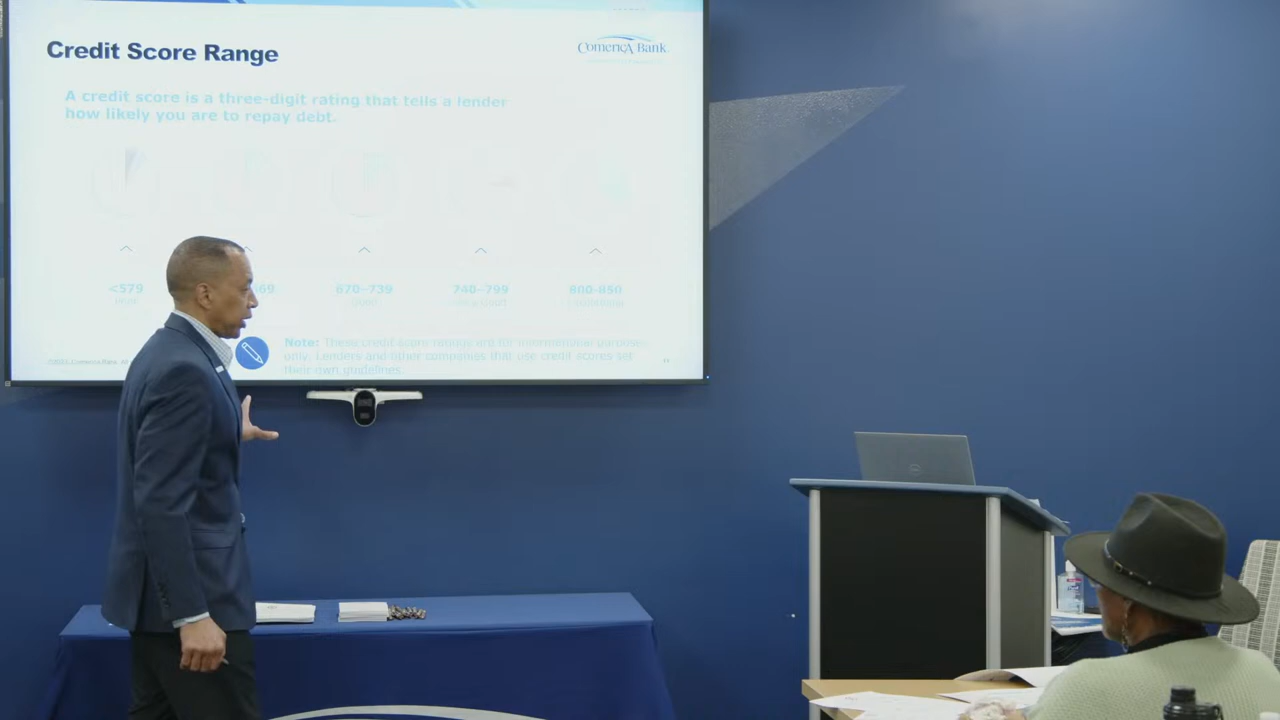 Credit Score Range
Comerica Bank
A credit score is a three-digit rating that tells a lender
how likely you are to repay debt.
<579
69
670–739
740–799
800-850
Note: These credit score ranges are for informational purposes
only. Lenders and other companies that use credit scores set
their own guidelines.